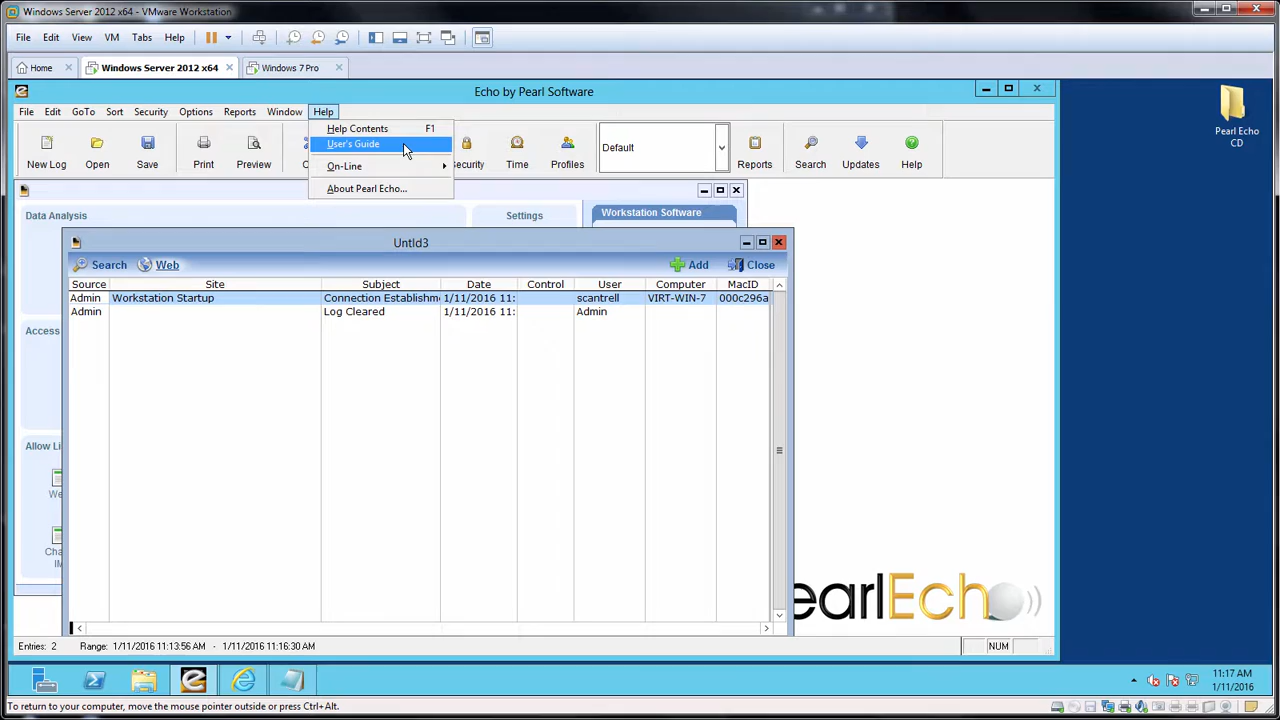 Windows Server 2012 x64 - VMware Workstation
File Edit View VM Tabs Help
Home Windows Server 2012 x64 Windows 7 Pro
Echo by Pearl Software
File Edit GoTo Sort Security Options Reports Window Help
Help Contents F1
User's Guide
On-Line
About Pearl Echo...
New Log Open Save Print Preview Time Profiles Default Reports Search Updates Help
Pearl Echo CD
Data Analysis Settings Workstation Software
Untld3
Search Web Add Close
Source Site Subject Date Control User Computer MacID
Admin Workstation Startup Connection Establishme 1/11/2016 11: scantrell VIRT-WIN-7 000c296a
Admin Log Cleared 1/11/2016 11: Admin
Access
Allow Li
We
Cha
IM
earlEcho
Entries: 2 Range: 1/11/2016 11:13:56 AM - 1/11/2016 11:16:30 AM NUM
11:17 AM
1/11/2016
To return to your computer, move the mouse pointer outside or press Ctrl+Alt.